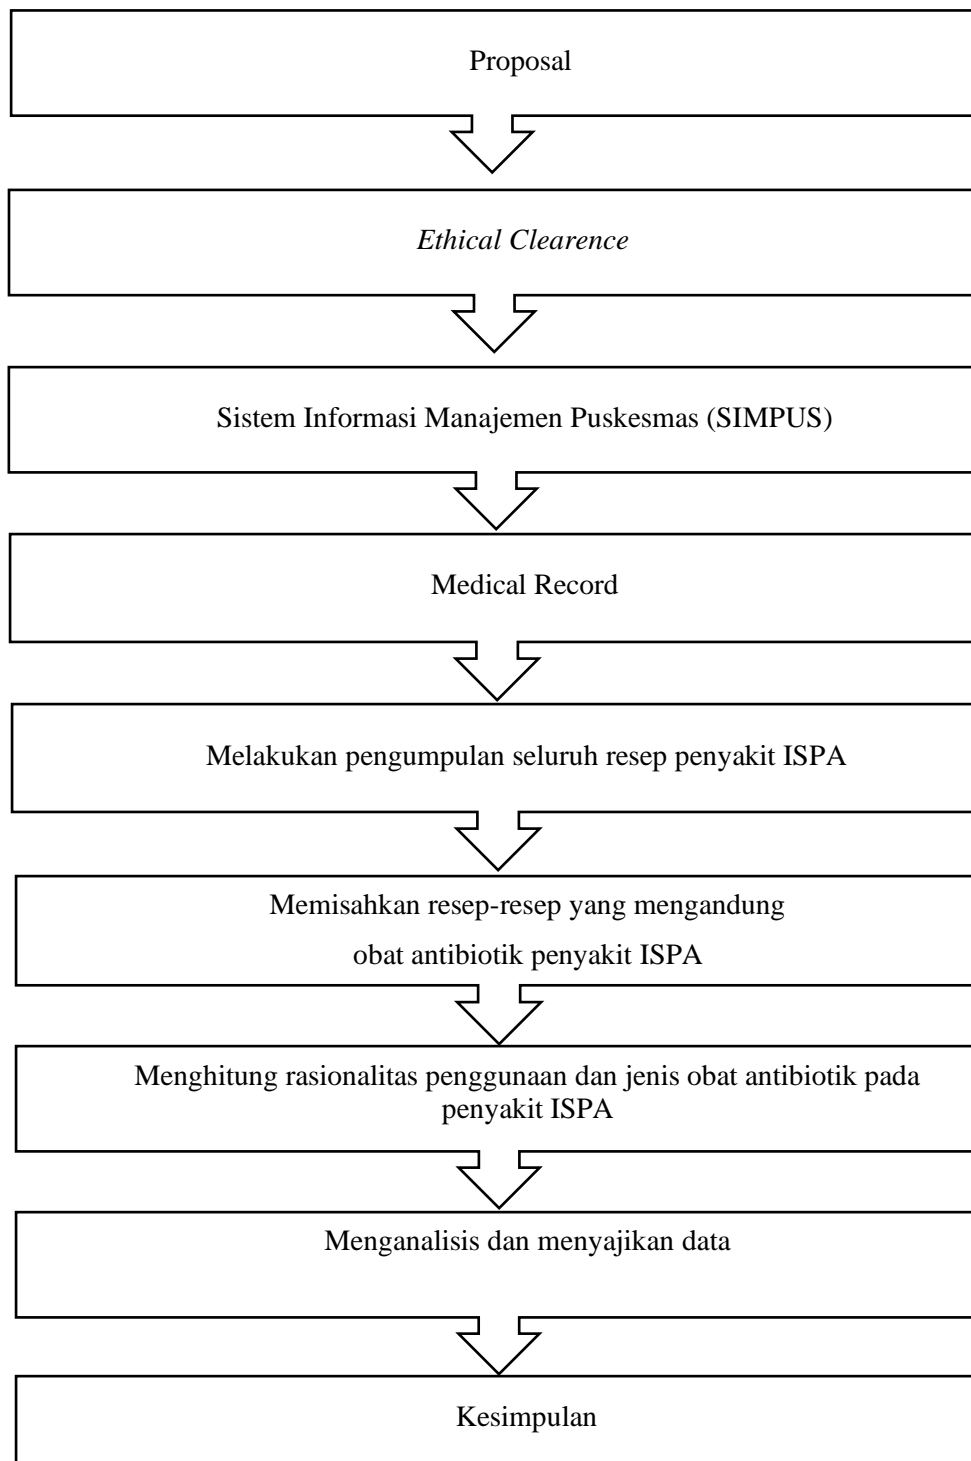 Proposal
Ethical Clearence
Sistem Informasi Manajemen Puskesmas (SIMPUS)
Medical Record
Melakukan pengumpulan seluruh resep penyakit ISPA
Memisahkan resep-resep yang mengandung
obat antibiotik penyakit ISPA
Menghitung rasionalitas penggunaan dan jenis obat antibiotik pada
penyakit ISPA
Menganalisis dan menyajikan data
Kesimpulan